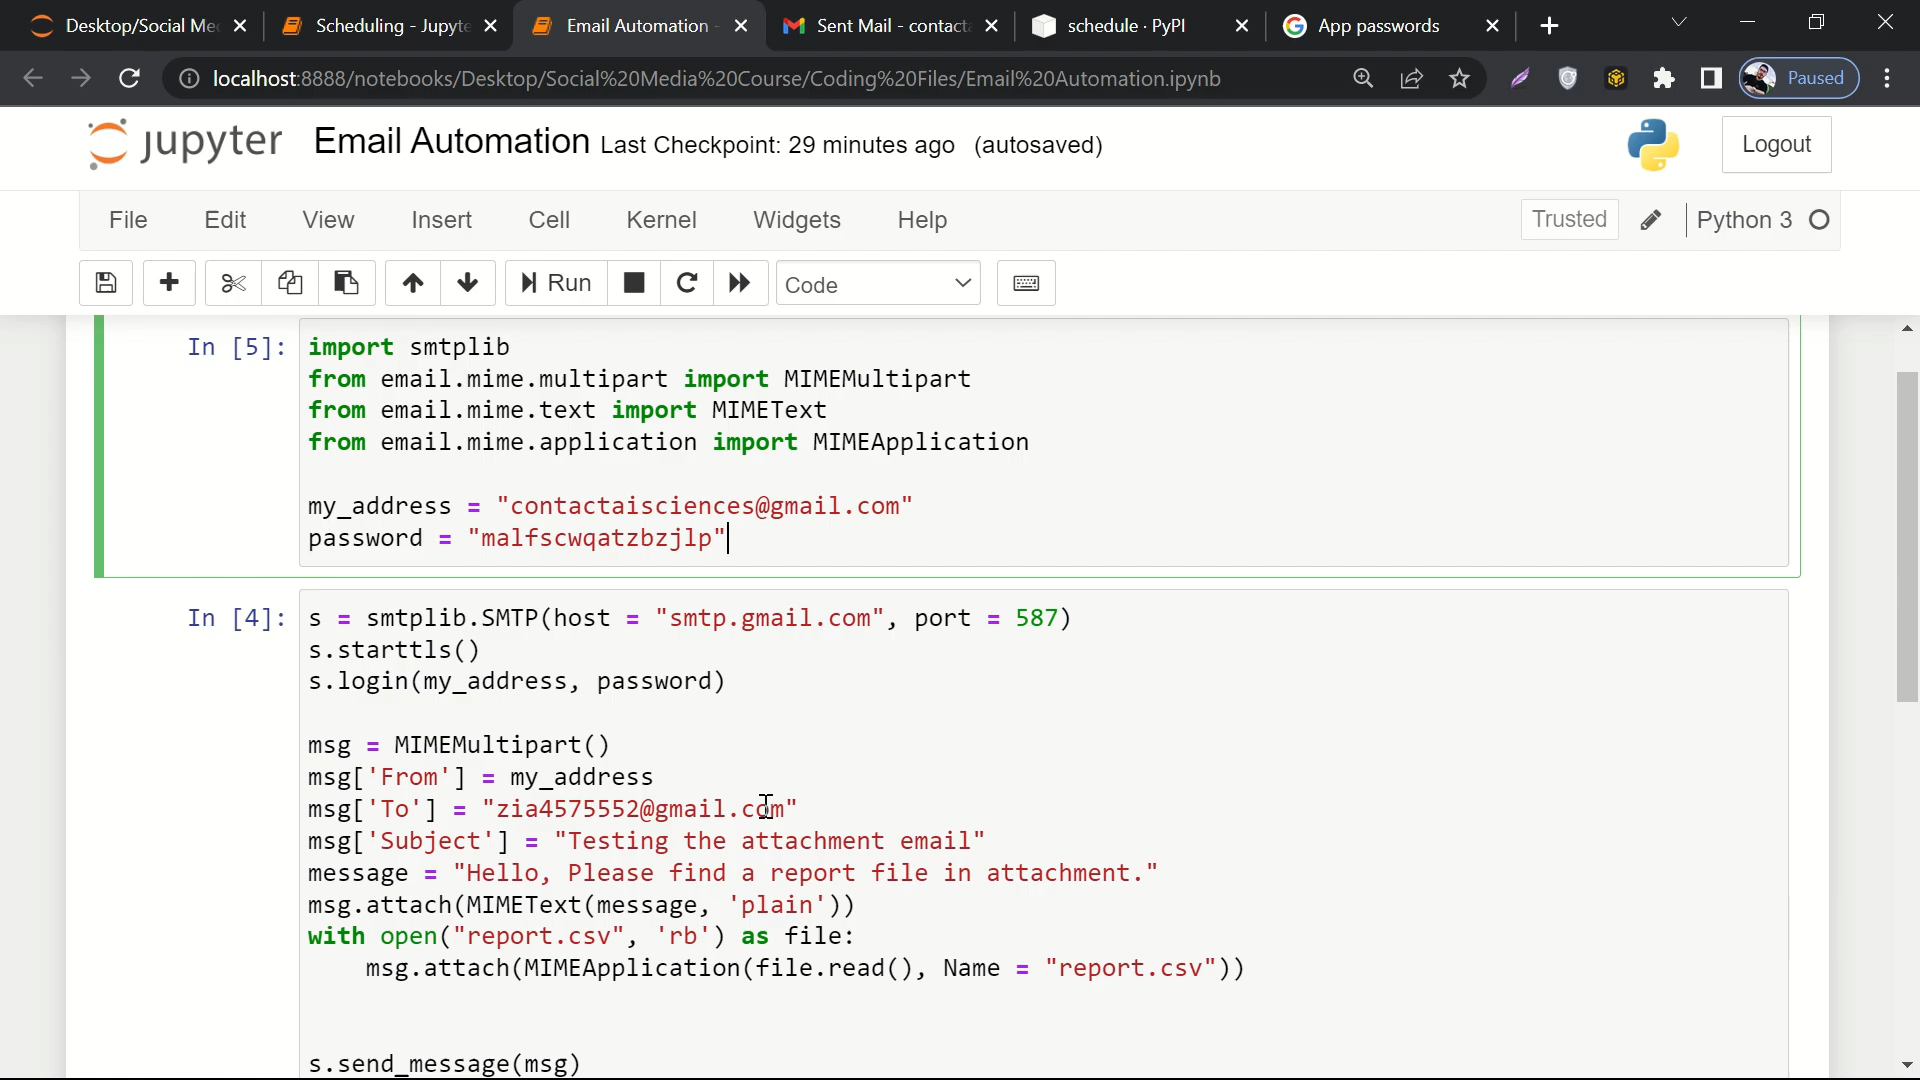 Desktop/Social Me
Scheduling - Jupyte
Email Automation -
Sent Mail - contacta
schedule · PyPI
App passwords
localhost:8888/notebooks/Desktop/Social%20Media%20Course/Coding%20Files/Email%20Automation.ipynb
Paused
jupyter Email Automation Last Checkpoint: 29 minutes ago (autosaved)
Logout
File Edit View Insert Cell Kernel Widgets Help
Trusted Python 3
Run Code
In [5]: import smtplib
from email.mime.multipart import MIMEMultipart
from email.mime.text import MIMEText
from email.mime.application import MIMEApplication
my_address = "contactaisciences@gmail.com"
password = "malfscwqatzbzjlp"
In [4]: s = smtplib.SMTP(host = "smtp.gmail.com", port = 587)
s.starttls()
s.login(my_address, password)
msg = MIMEMultipart()
msg['From'] = my_address
msg['To'] = "zia4575552@gmail.com"
msg['Subject'] = "Testing the attachment email"
message = "Hello, Please find a report file in attachment."
msg.attach(MIMEText(message, 'plain'))
with open("report.csv", 'rb') as file:
    msg.attach(MIMEApplication(file.read(), Name = "report.csv"))
s.send_message(msg)